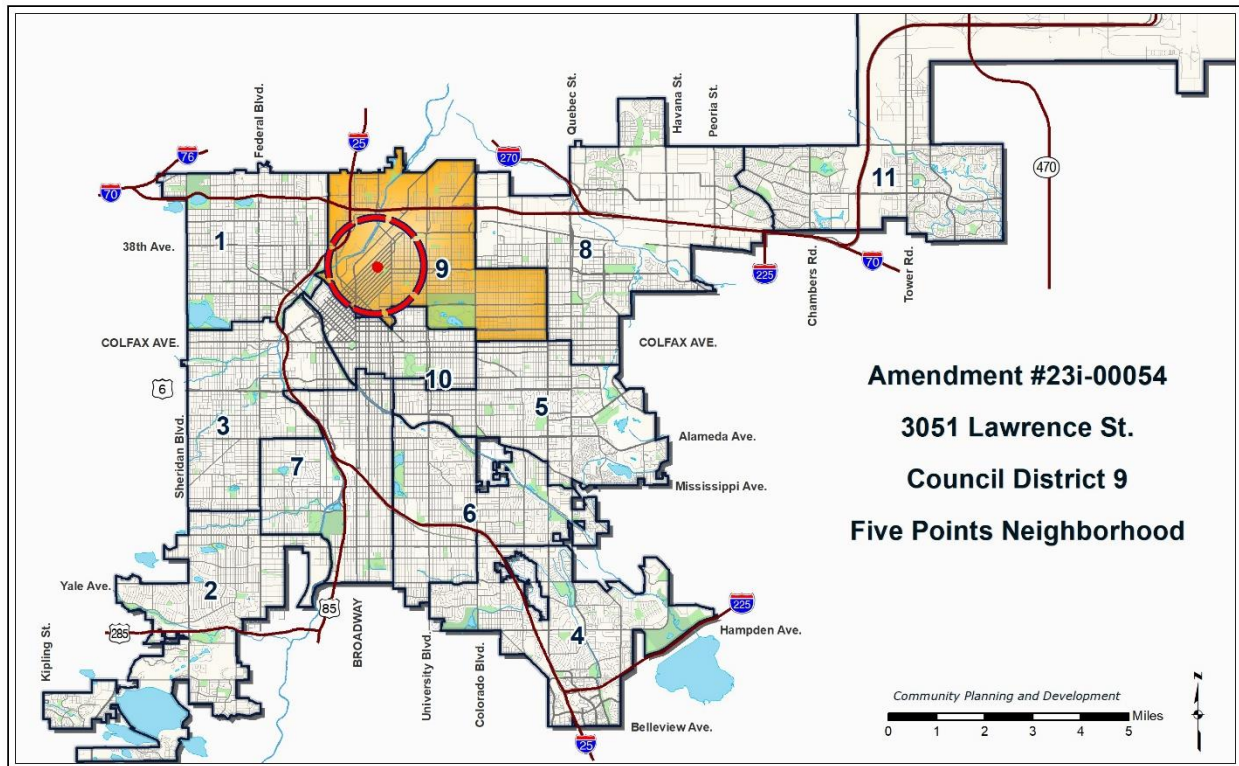 Federal Blvd.
25
Quebec St.
Havana St.
Peoria St.
76
270
70
11
470
38th Ave.
1
9
8
225
70
Chambers Rd.
Tower Rd.
COLFAX AVE.
COLFAX AVE.
6
10
Amendment #23i-00054
3
5
3051 Lawrence St.
Sheridan Blvd.
Alameda Ave.
7
Council District 9
Mississippi Ave.
6
Five Points Neighborhood
Yale Ave.
2
85
225
285
BROADWAY
4
Hampden Ave.
Kipling St.
University Blvd.
Colorado Blvd.
Community Planning and Development
Belleview Ave.
Miles
0 1 2 3 4 5
25
N